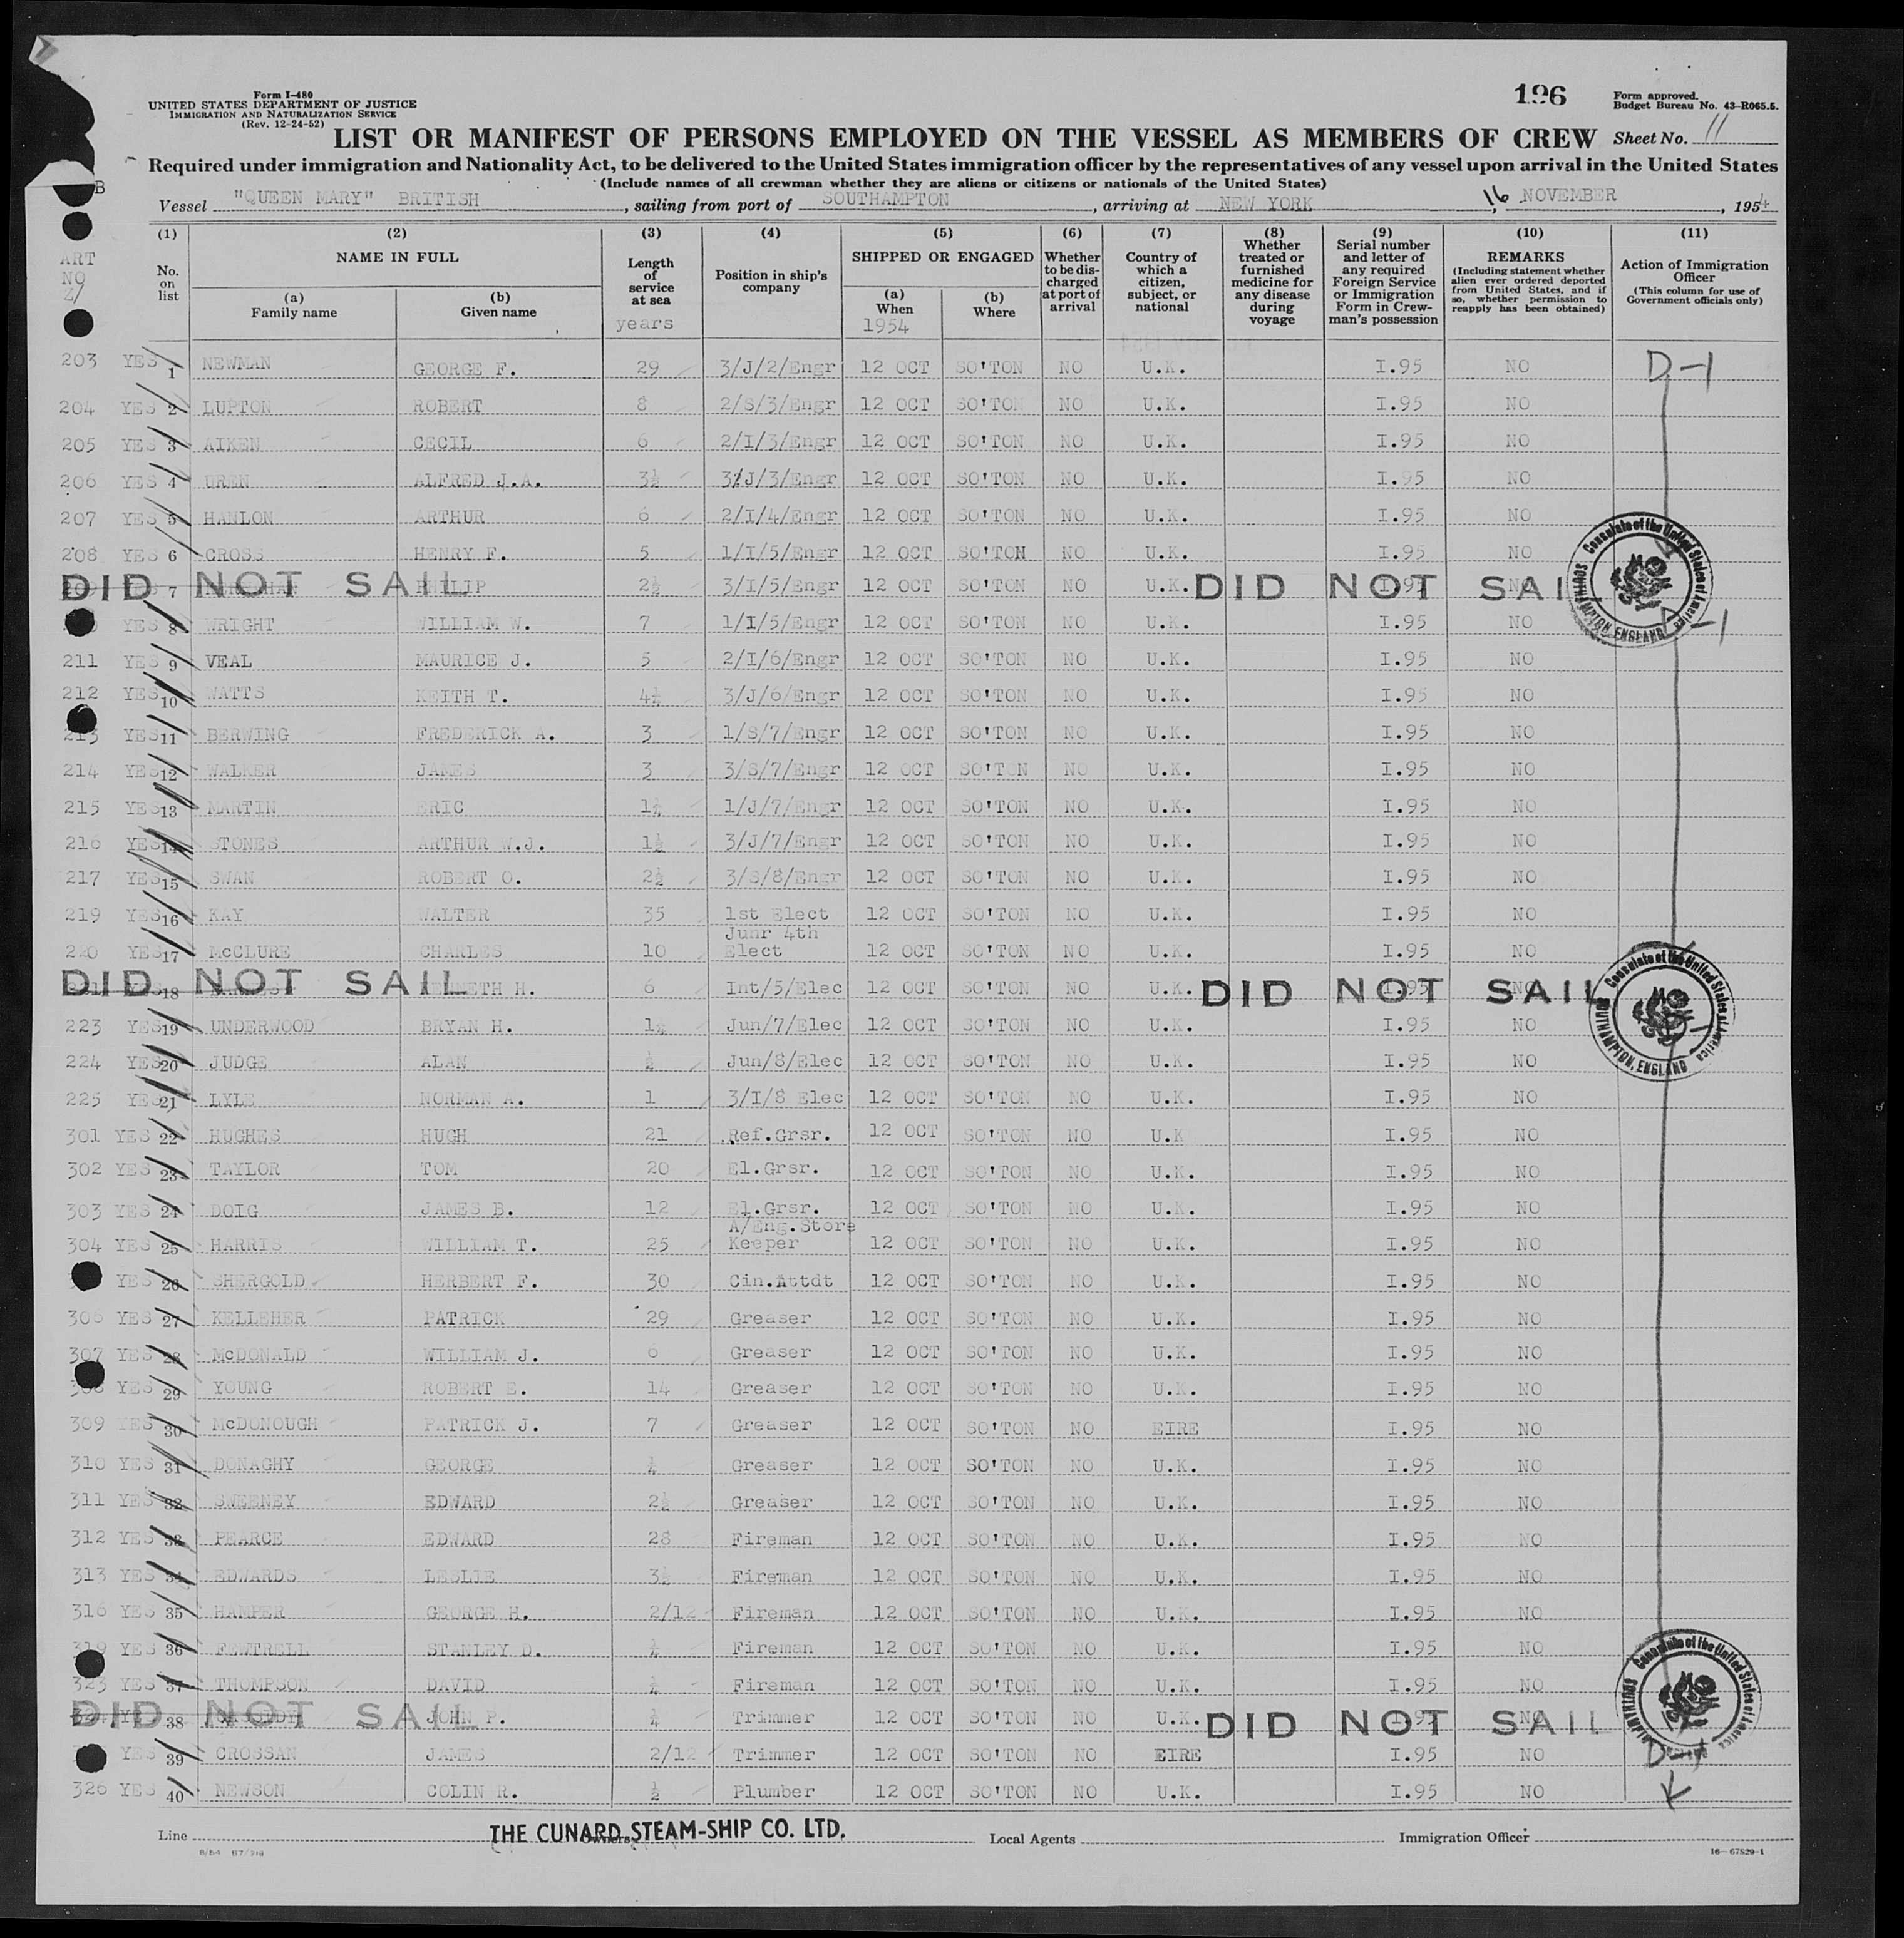 Form I-480
UNITED STATES DEPARTMENT OF JUSTICE
IMMIGRATION AND NATURALIZATION SERVICE
(Rev. 12-24-52)
196
Form approved.
Budget Bureau No. 43-R065.5.
LIST OR MANIFEST OF PERSONS EMPLOYED ON THE VESSEL AS MEMBERS OF CREW Sheet No. 11
Required under immigration and Nationality Act, to be delivered to the United States immigration officer by the representatives of any vessel upon arrival in the United States
(Include names of all crewman whether they are aliens or citizens or nationals of the United States)
Vessel "QUEEN MARY" BRITISH, sailing from port of SOUTHAMPTON, arriving at NEW YORK, 16 NOVEMBER, 1954
ART
NO
(1) No. on list
(2) NAME IN FULL (a) Family name (b) Given name
(3) Length of service at sea years
(4) Position in ship's company
(5) SHIPPED OR ENGAGED (a) When 1954 (b) Where
(6) Whether to be discharged at port of arrival
(7) Country of which a citizen, subject, or national
(8) Whether treated or furnished medicine for any disease during voyage
(9) Serial number and letter of any required Foreign Service or Immigration Form in Crewman's possession
(10) REMARKS (Including statement whether alien ever ordered deported from United States, and if so, whether permission to reapply has been obtained)
(11) Action of Immigration Officer (This column for use of Government officials only)
203 YES 1 NEWMAN GEORGE F. 29 3/J/2/Engr 12 OCT SO'TON NO U.K. I.95 NO D-1
204 YES 2 LUPTON ROBERT 8 2/S/3/Engr 12 OCT SO'TON NO U.K. I.95 NO
205 YES 3 AIKEN CECIL 6 2/I/3/Engr 12 OCT SO'TON NO U.K. I.95 NO
206 YES 4 UREN ALFRED J.A. 3½ 3/J/3/Engr 12 OCT SO'TON NO U.K. I.95 NO
207 YES 5 HANLON ARTHUR 6 2/I/4/Engr 12 OCT SO'TON NO U.K. I.95 NO
208 YES 6 CROSS HENRY F. 5 1/I/5/Engr 12 OCT SO'TON NO U.K. I.95 NO
DID NOT SAIL 7 PHILIP 2½ 3/I/5/Engr 12 OCT SO'TON NO U.K. DID NOT SAI
YES 8 WRIGHT WILLIAM W. 7 1/I/5/Engr 12 OCT SO'TON NO U.K. I.95 NO D-1
211 YES 9 VEAL MAURICE J. 5 2/I/6/Engr 12 OCT SO'TON NO U.K. I.95 NO
212 YES 10 WATTS KEITH T. 4½ 3/J/6/Engr 12 OCT SO'TON NO U.K. I.95 NO
213 YES 11 BERWING FREDERICK A. 3 1/S/7/Engr 12 OCT SO'TON NO U.K. I.95 NO
214 YES 12 WALKER JAMES 3 3/S/7/Engr 12 OCT SO'TON NO U.K. I.95 NO
215 YES 13 MARTIN ERIC 1½ 1/J/7/Engr 12 OCT SO'TON NO U.K. I.95 NO
216 YES 14 STONES ARTHUR W.J. 1½ 3/J/7/Engr 12 OCT SO'TON NO U.K. I.95 NO
217 YES 15 SWAN ROBERT O. 2½ 3/S/8/Engr 12 OCT SO'TON NO U.K. I.95 NO
219 YES 16 KAY WALTER 35 1st Elect 12 OCT SO'TON NO U.K. I.95 NO
220 YES 17 McCLURE CHARLES 10 Junr 4th Elect 12 OCT SO'TON NO U.K. I.95 NO
DID NOT SAIL 18 KENNETH H. 6 Int/5/Elec 12 OCT SO'TON NO U.K. I.95 DID NOT SAIL
223 YES 19 UNDERWOOD BRYAN H. 12 OCT SO'TON NO Jun/7/Elec U.K. I.95 NO
224 YES 20 JUDGE ALAN ½ Jun/8/Elec 12 OCT SO'TON NO U.K. I.95 NO
225 YES 21 LYLE NORMAN A. 1 3/I/8 Elec 12 OCT SO'TON NO U.K. I.95 NO
301 YES 22 HUGHES HUGH 21 Ref.Grsr. 12 OCT SO'TON NO U.K I.95 NO
302 YES 23 TAYLOR TOM 20 El.Grsr. 12 OCT SO'TON NO U.K. I.95 NO
303 YES 24 DOIG JAMES B. 12 El.Grsr. 12 OCT SO'TON NO U.K. I.95 NO
304 YES 25 HARRIS WILLIAM T. 25 A/Eng.Store Keeper 12 OCT SO'TON NO U.K. I.95 NO
YES 26 SHERGOLD HERBERT F. 30 Cin.Attdt 12 OCT SO'TON NO U.K. I.95 NO
306 YES 27 KELLEHER PATRICK 29 Greaser 12 OCT SO'TON NO U.K. I.95 NO
307 YES 28 McDONALD WILLIAM J. 6 Greaser 12 OCT SO'TON NO U.K. I.95 NO
308 YES 29 YOUNG ROBERT E. 14 Greaser 12 OCT SO'TON NO U.K. I.95 NO
309 YES 30 McDONOUGH PATRICK J. 7 Greaser 12 OCT SO'TON NO EIRE I.95 NO
310 YES 31 DONAGHY GEORGE Greaser 12 OCT SO'TON NO U.K. I.95 NO
311 YES 32 SWEENEY EDWARD 2½ Greaser 12 OCT SO'TON NO U.K. I.95 NO
312 YES 33 PEARCE EDWARD 28 Fireman 12 OCT SO'TON NO U.K. I.95 NO
313 YES 34 EDWARDS LESLIE 3½ Fireman 12 OCT SO'TON NO U.K. I.95 NO
316 YES 35 HAMPER GEORGE H. 2/12 Fireman 12 OCT SO'TON NO U.K. I.95 NO
319 YES 36 FEWTRELL STANLEY D. Fireman 12 OCT SO'TON NO U.K. I.95 NO
323 YES 37 THOMPSON DAVID Fireman 12 OCT SO'TON NO U.K. I.95 NO
DID NOT SAIL 38 JOHN P. Trimmer 12 OCT SO'TON NO U.K. DID NOT SAIL
YES 39 CROSSAN JAMES 2/12 Trimmer 12 OCT SO'TON NO EIRE I.95 NO D-1
326 YES 40 NEWSON COLIN R. ½ Plumber 12 OCT SO'TON NO U.K. I.95 NO
Consulate of the United States of America
SOUTHAMPTON, ENGLAND
Consulate of the United States of America
SOUTHAMPTON, ENGLAND
Consulate of the United States of America
Line THE CUNARD STEAM-SHIP CO. LTD. Owners Local Agents Immigration Officer
16—67829-1